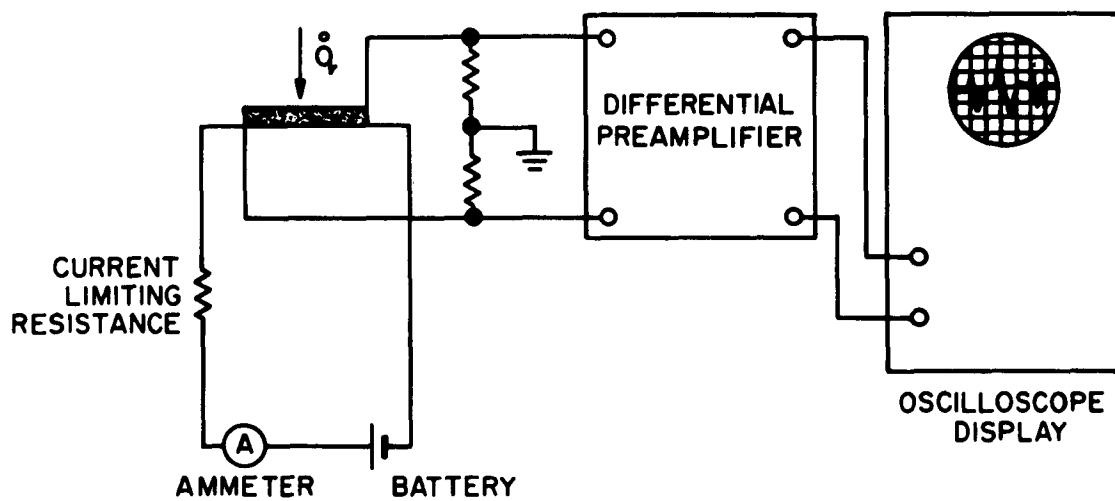 Q̊r
DIFFERENTIAL
PREAMPLIFIER
CURRENT
LIMITING
RESISTANCE
A
AMMETER
BATTERY
OSCILLOSCOPE
DISPLAY